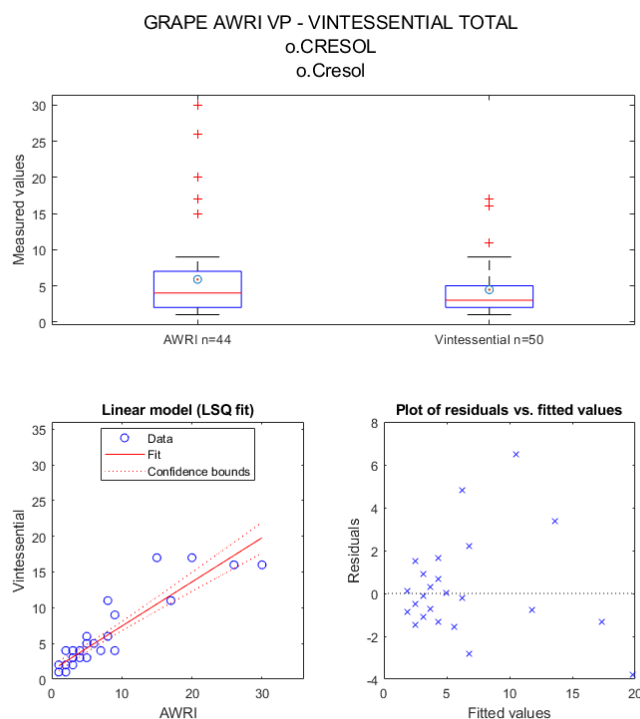 GRAPE AWRI VP - VINTESSENTIAL TOTAL
o.CRESOL
o.Cresol
Measured values
30
25
20
15
10
5
0
AWRI n=44
Vintessential n=50
Linear model (LSQ fit)
Vintessential
35
30
25
20
15
10
5
0
Data
Fit
Confidence bounds
0
10
20
30
AWRI
Plot of residuals vs. fitted values
Residuals
8
6
4
2
0
-2
-4
0
5
10
15
20
Fitted values